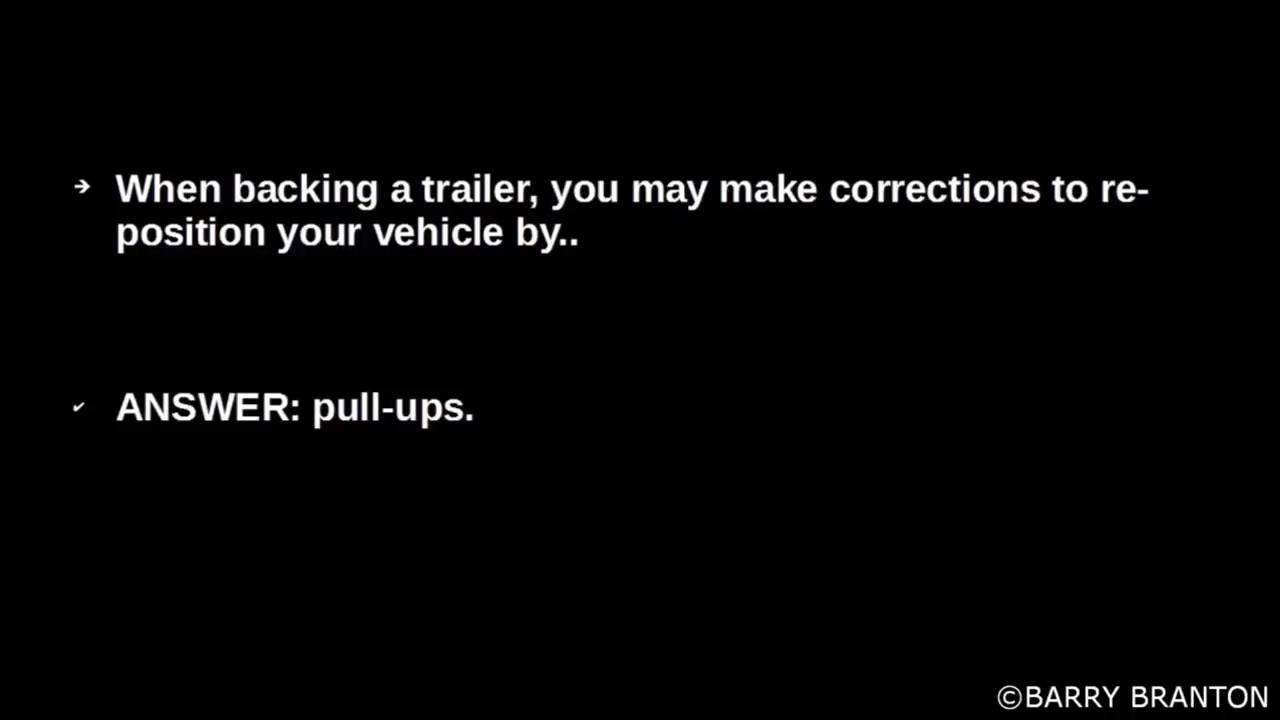 ➔ When backing a trailer, you may make corrections to re-
position your vehicle by..
✔ ANSWER: pull-ups.
©BARRY BRANTON